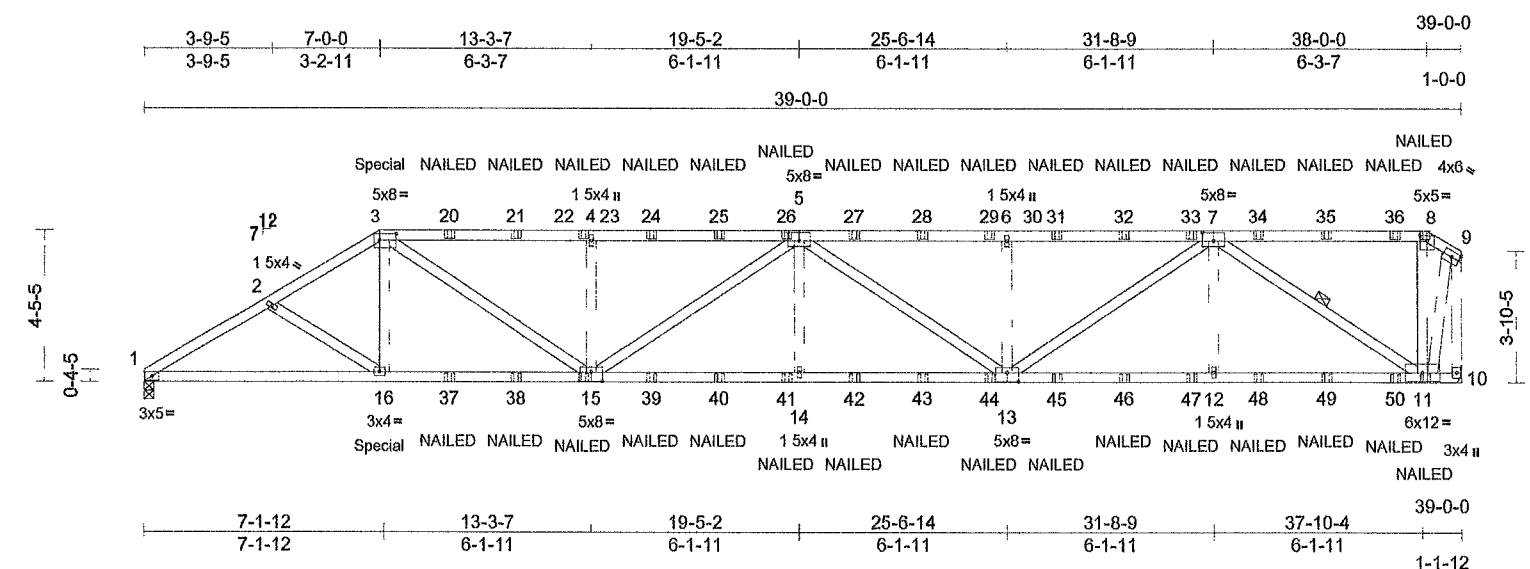 39-0-0
3-9-5 7-0-0 13-3-7 19-5-2 25-6-14 31-8-9 38-0-0
3-9-5 3-2-11 6-3-7 6-1-11 6-1-11 6-1-11 6-3-7
1-0-0
39-0-0
NAILED
NAILED
Special NAILED NAILED NAILED NAILED NAILED NAILED NAILED NAILED NAILED NAILED NAILED NAILED NAILED NAILED 4x6
5x8=
5x8= 1 5x4 II 1 5x4 II 5x8= 5x5=
5
3 20 21 22 4 23 24 25 26 27 28 29 6 30 31 32 33 7 34 35 36 8
12
7
9
1 5x4
2
4-5-5
3-10-5
0-4-5
1
10
16 37 38 15 39 40 41 42 43 44 45 46 47 12 48 49 50 11
14 13
3x5=
3x4= 5x8= 1 5x4 II 5x8= 1 5x4 II 6x12=
Special NAILED NAILED NAILED NAILED NAILED NAILED NAILED NAILED NAILED NAILED NAILED 3x4 II
NAILED NAILED NAILED NAILED
NAILED
39-0-0
7-1-12 13-3-7 19-5-2 25-6-14 31-8-9 37-10-4
7-1-12 6-1-11 6-1-11 6-1-11 6-1-11 6-1-11
1-1-12